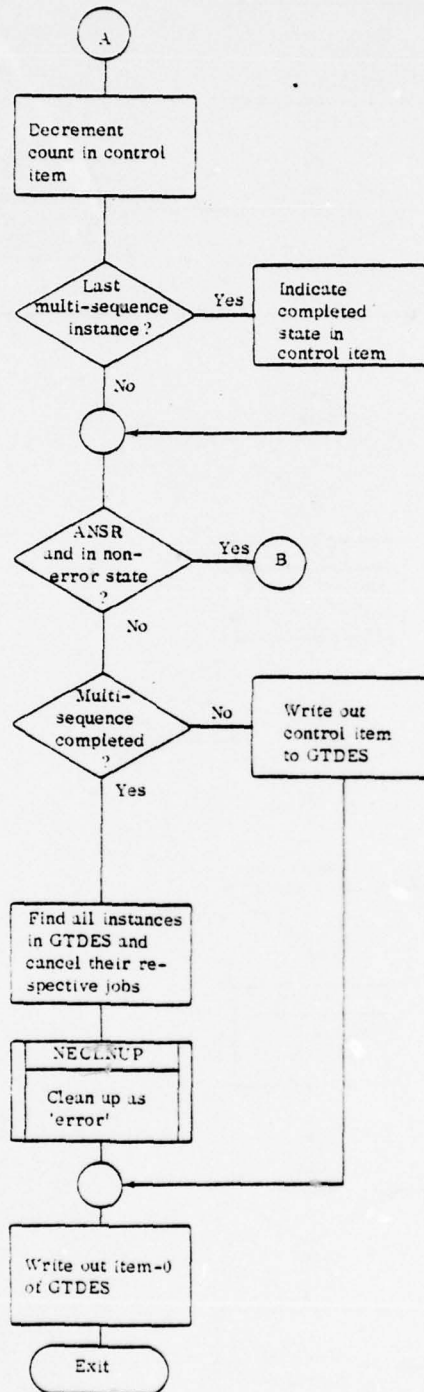 A
Decrement
count in control
item
Last
multi-sequence
instance?
Yes
Indicate
completed
state in
control item
No
ANSR
and in non-
error state
?
Yes
B
No
Multi-
sequence
completed
?
No
Write out
control item
to GTDES
Yes
Find all instances
in GTDES and
cancel their re-
spective jobs
NECLNUP
Clean up as
'error'
Write out item-0
of GTDES
Exit